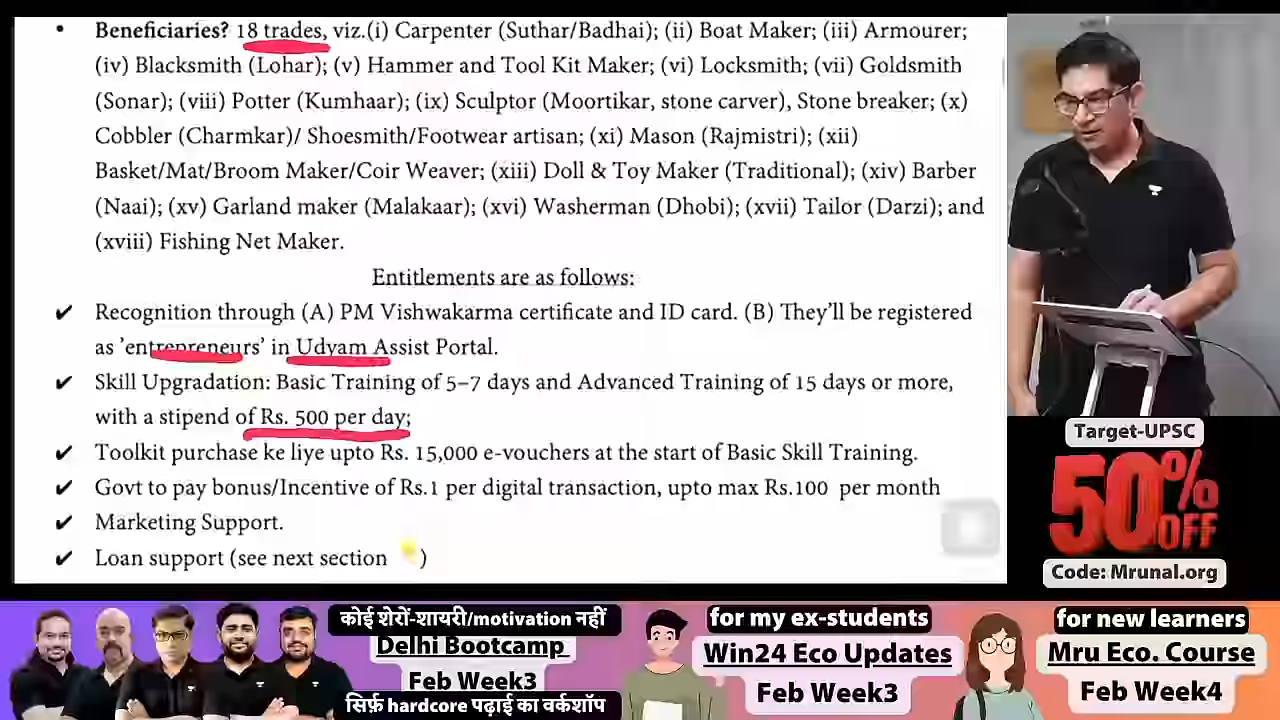 • Beneficiaries? 18 trades, viz.(i) Carpenter (Suthar/Badhai); (ii) Boat Maker; (iii) Armourer;
(iv) Blacksmith (Lohar); (v) Hammer and Tool Kit Maker; (vi) Locksmith; (vii) Goldsmith
(Sonar); (viii) Potter (Kumhaar); (ix) Sculptor (Moortikar, stone carver), Stone breaker; (x)
Cobbler (Charmkar)/ Shoesmith/Footwear artisan; (xi) Mason (Rajmistri); (xii)
Basket/Mat/Broom Maker/Coir Weaver; (xiii) Doll & Toy Maker (Traditional); (xiv) Barber
(Naai); (xv) Garland maker (Malakaar); (xvi) Washerman (Dhobi); (xvii) Tailor (Darzi); and
(xviii) Fishing Net Maker.
Entitlements are as follows:
✔ Recognition through (A) PM Vishwakarma certificate and ID card. (B) They'll be registered
as 'entrepreneurs' in Udyam Assist Portal.
✔ Skill Upgradation: Basic Training of 5–7 days and Advanced Training of 15 days or more,
with a stipend of Rs. 500 per day;
✔ Toolkit purchase ke liye upto Rs. 15,000 e-vouchers at the start of Basic Skill Training.
✔ Govt to pay bonus/Incentive of Rs.1 per digital transaction, upto max Rs.100 per month
✔ Marketing Support.
✔ Loan support (see next section )
Target-UPSC
50% OFF
Code: Mrunal.org
कोई शेरों-शायरी/motivation नहीं
Delhi Bootcamp
Feb Week3
सिर्फ़ hardcore पढ़ाई का वर्कशॉप
for my ex-students
Win24 Eco Updates
Feb Week3
for new learners
Mru Eco. Course
Feb Week4